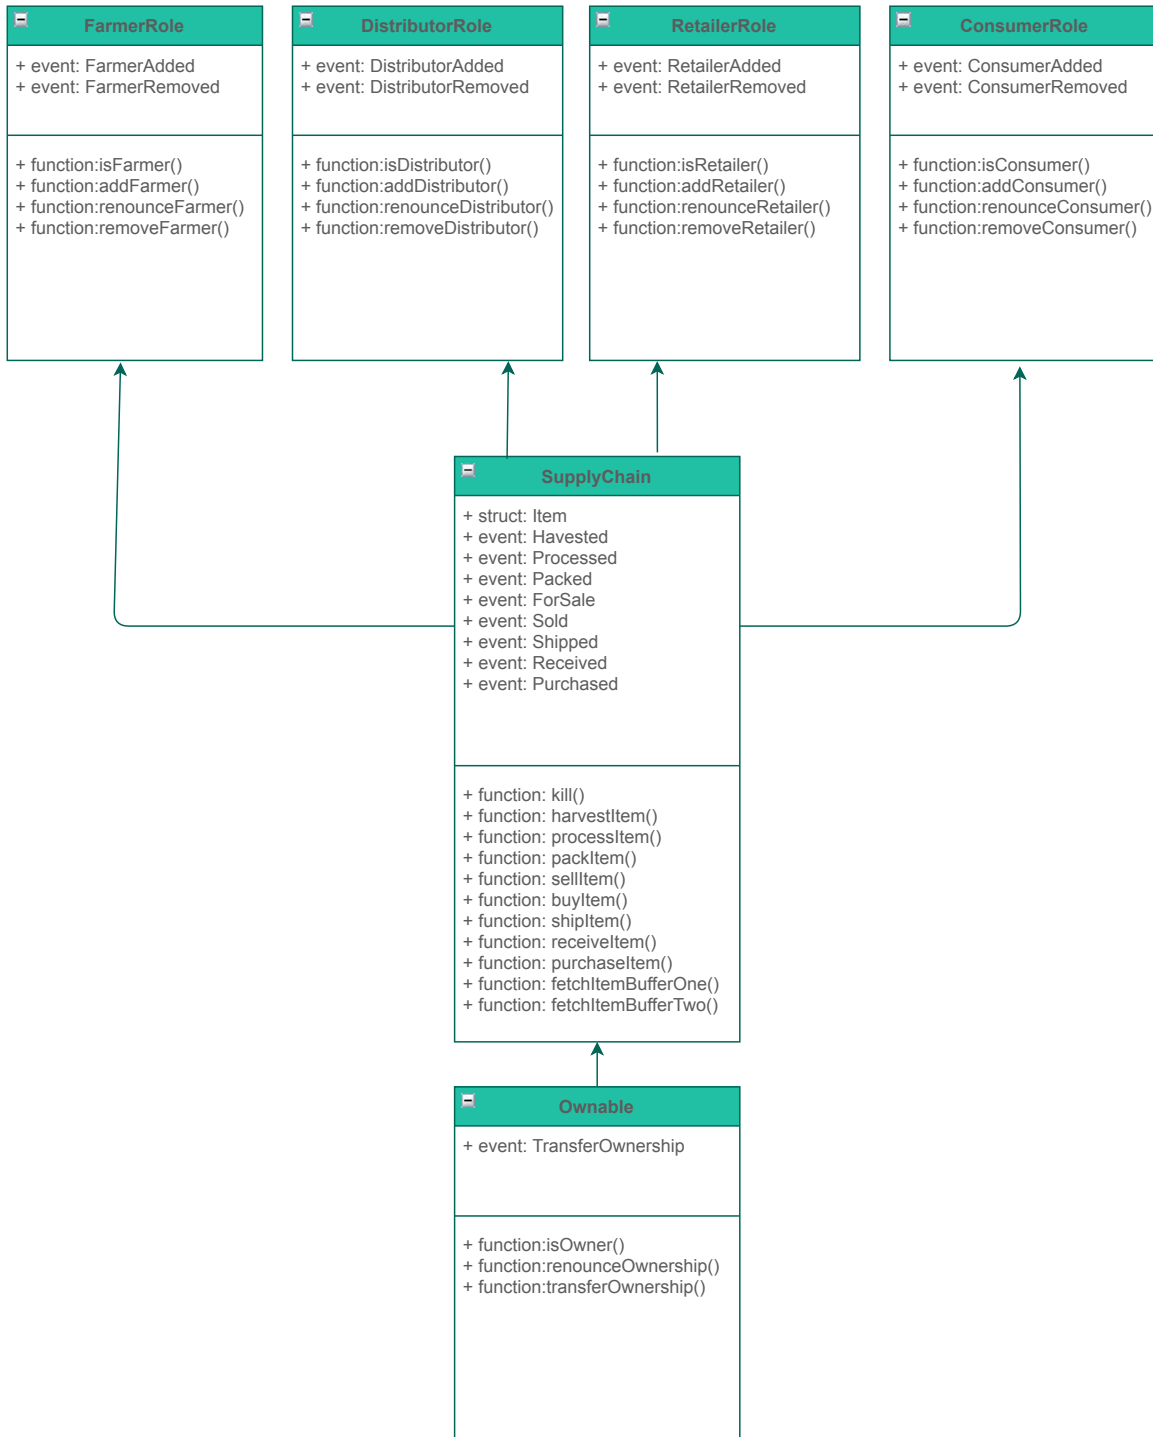 FarmerRole
+ event: FarmerAdded
+ event: FarmerRemoved
+ function:isFarmer()
+ function:addFarmer()
+ function:renounceFarmer()
+ function:removeFarmer()
DistributorRole
+ event: DistributorAdded
+ event: DistributorRemoved
+ function:isDistributor()
+ function:addDistributor()
+ function:renounceDistributor()
+ function:removeDistributor()
RetailerRole
+ event: RetailerAdded
+ event: RetailerRemoved
+ function:isRetailer()
+ function:addRetailer()
+ function:renounceRetailer()
+ function:removeRetailer()
ConsumerRole
+ event: ConsumerAdded
+ event: ConsumerRemoved
+ function:isConsumer()
+ function:addConsumer()
+ function:renounceConsumer()
+ function:removeConsumer()
SupplyChain
+ struct: Item
+ event: Havested
+ event: Processed
+ event: Packed
+ event: ForSale
+ event: Sold
+ event: Shipped
+ event: Received
+ event: Purchased
+ function: kill()
+ function: harvestItem()
+ function: processItem()
+ function: packItem()
+ function: sellItem()
+ function: buyItem()
+ function: shipItem()
+ function: receiveItem()
+ function: purchaseItem()
+ function: fetchItemBufferOne()
+ function: fetchItemBufferTwo()
Ownable
+ event: TransferOwnership
+ function:isOwner()
+ function:renounceOwnership()
+ function:transferOwnership()